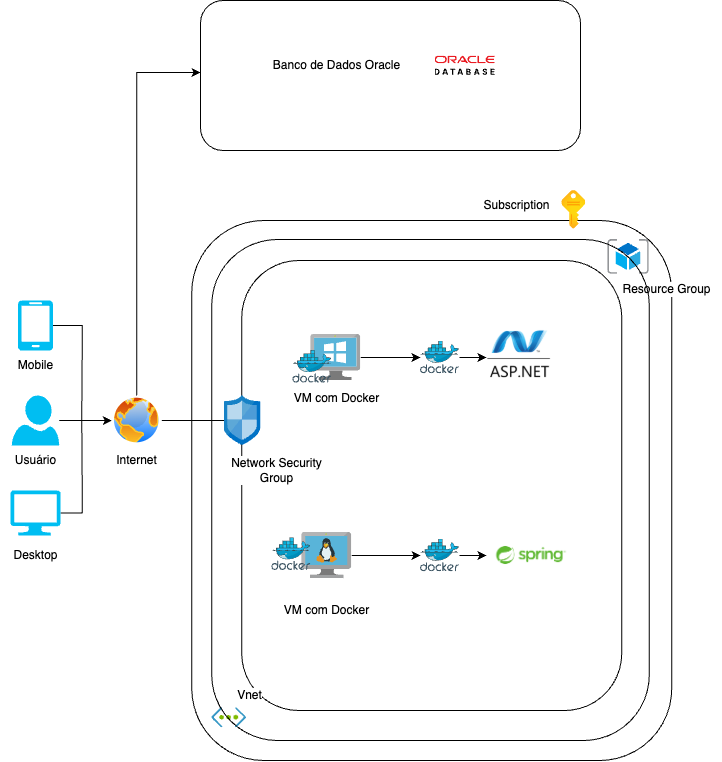 Banco de Dados Oracle
ORACLE
DATABASE
Subscription
Resource Group
Mobile
docker
VM com Docker
docker
ASP.NET
Usuário
Internet
Network Security
Group
Desktop
docker
VM com Docker
docker
spring
Vnet